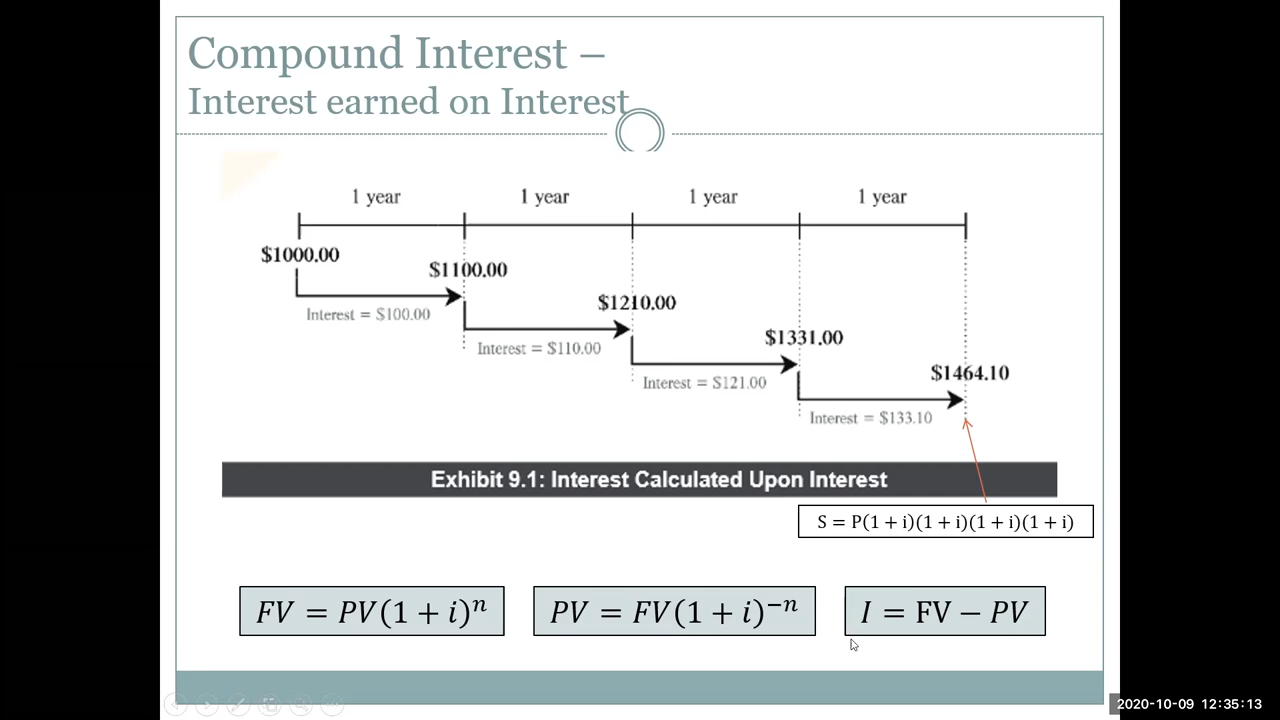 Compound Interest –
Interest earned on Interest
1 year 1 year 1 year 1 year
$1000.00
$1100.00
Interest = $100.00
$1210.00
Interest = $110.00
$1331.00
Interest = $121.00
$1464.10
Interest = $133.10
Exhibit 9.1: Interest Calculated Upon Interest
S = P(1 + i)(1 + i)(1 + i)(1 + i)
FV = PV(1 + i)ⁿ PV = FV(1 + i)⁻ⁿ I = FV − PV
2020-10-09 12:35:13